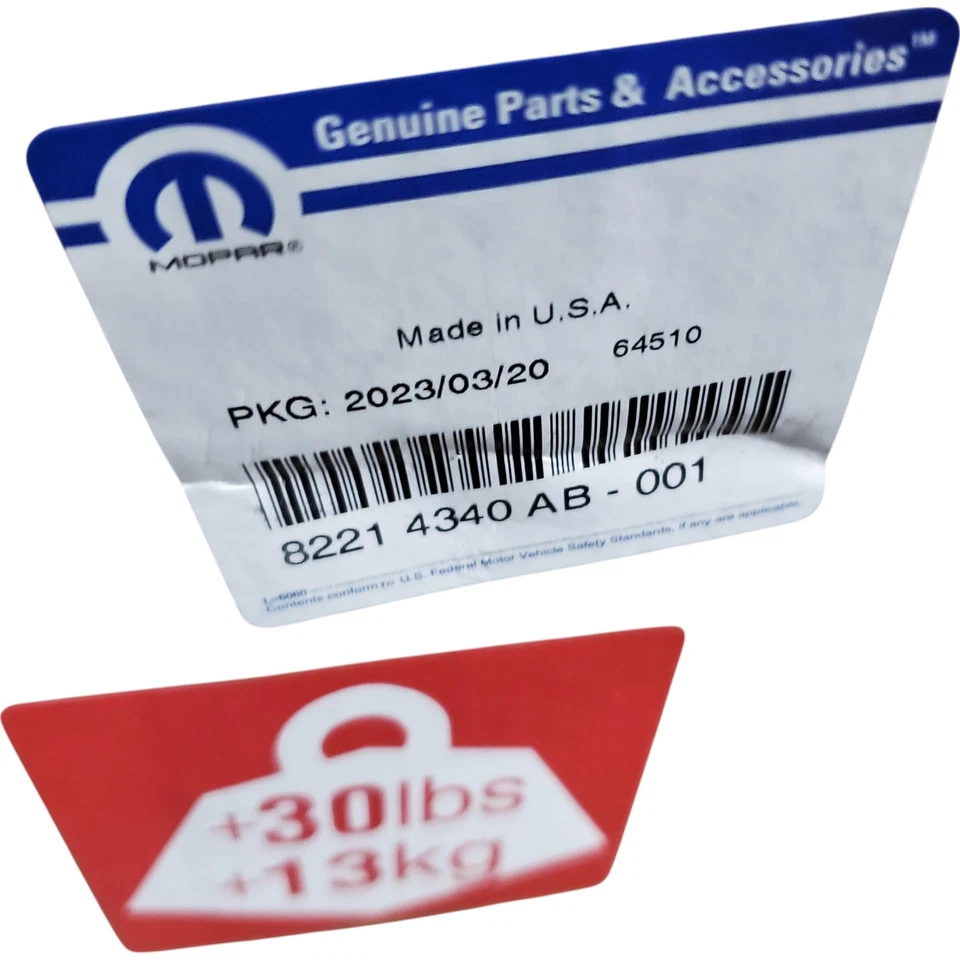 Genuine Parts & Accessories™
MOPAR®
Made in U.S.A.
PKG: 2023/03/20 64510
8221 4340 AB - 001
L-6060
Contents conform to U.S. Federal Motor Vehicle Safety Standards, if any are applicable.
+30lbs
+13kg